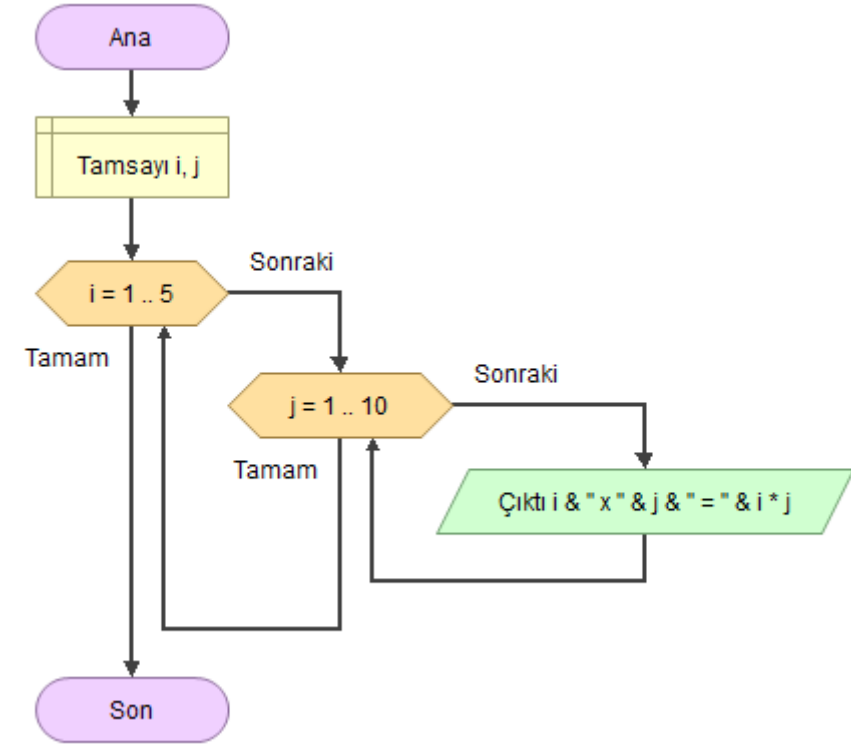 Ana
Tamsayı i, j
i = 1 .. 5
Sonraki
Tamam
j = 1 .. 10
Sonraki
Tamam
Çıktı i & " x " & j & " = " & i * j
Son